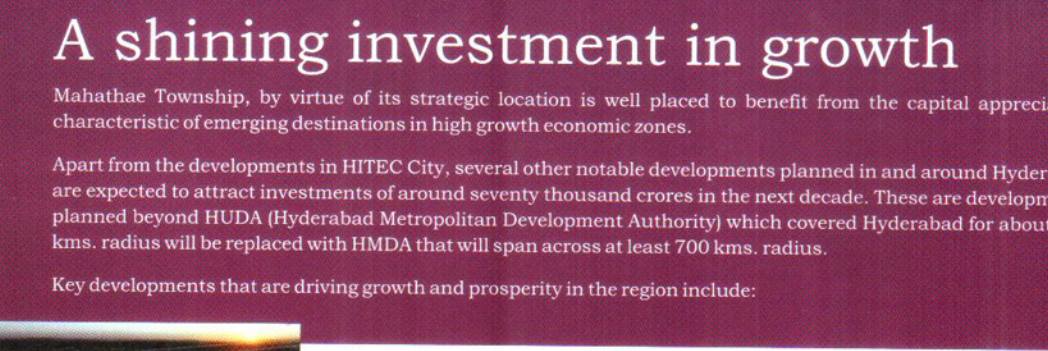 A shining investment in growth
Mahathae Township, by virtue of its strategic location is well placed to benefit from the capital
characteristic of emerging destinations in high growth economic zones.
Apart from the developments in HITEC City, several other notable developments planned in and around
are expected to attract investments of around seventy thousand crores in the next decade. These are
planned beyond HUDA (Hyderabad Metropolitan Development Authority) which covered Hyderabad for about
kms. radius will be replaced with HMDA that will span across at least 700 kms. radius.
Key developments that are driving growth and prosperity in the region include: